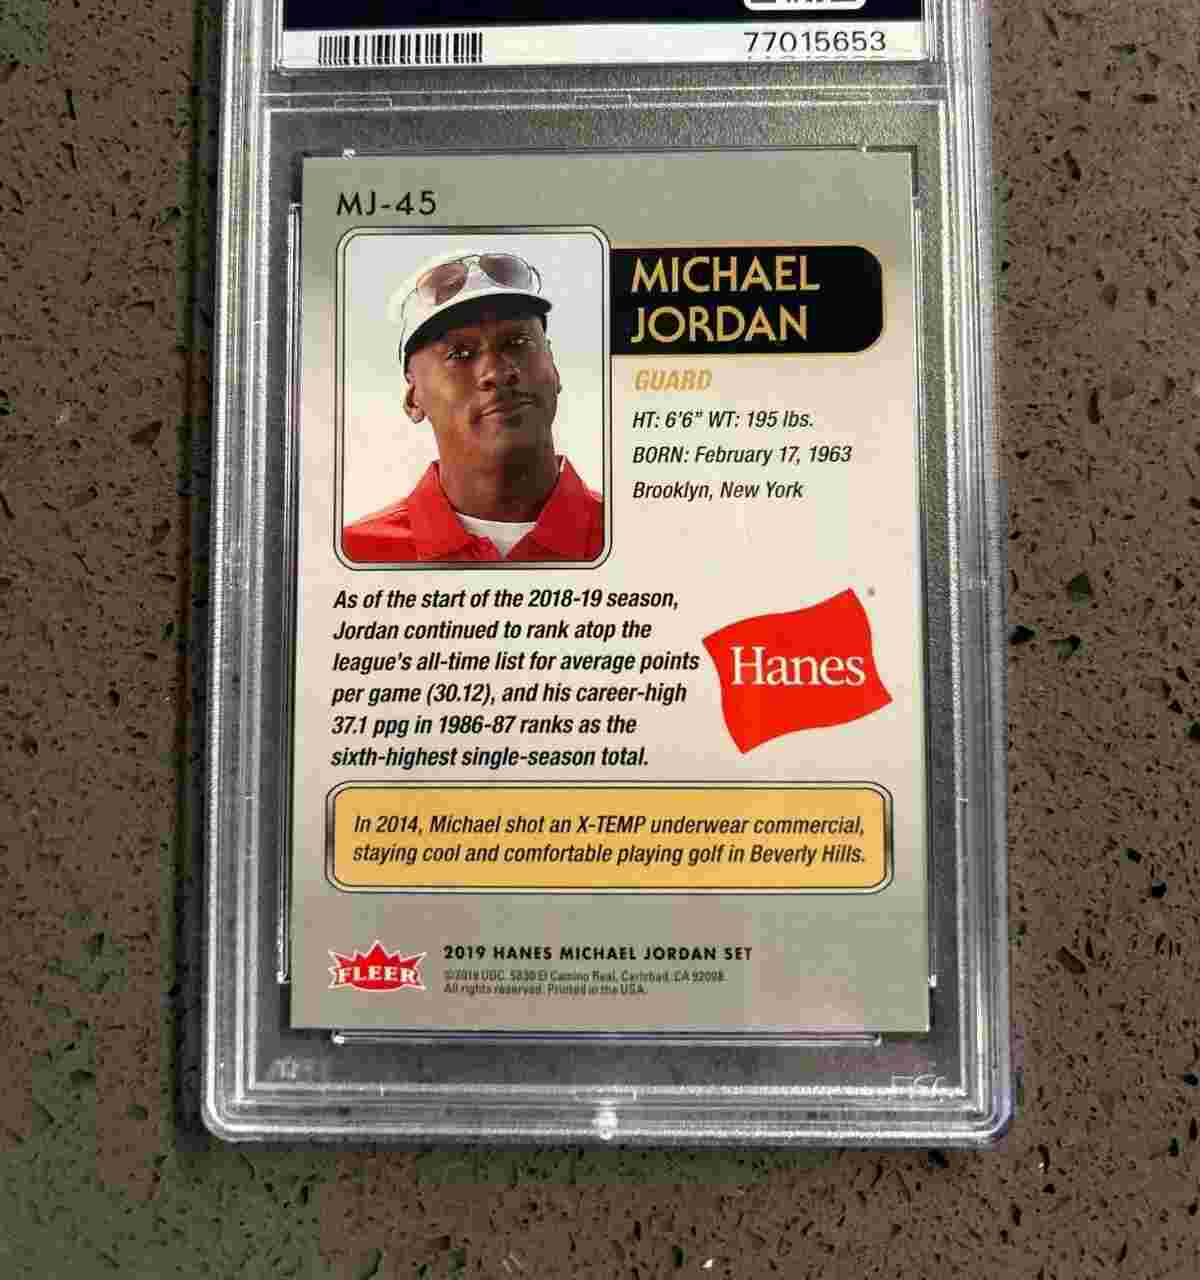 77015653
MJ-45
MICHAEL
JORDAN
GUARD
HT: 6'6" WT: 195 lbs.
BORN: February 17, 1963
Brooklyn, New York
As of the start of the 2018-19 season,
Jordan continued to rank atop the
league's all-time list for average points
per game (30.12), and his career-high
37.1 ppg in 1986-87 ranks as the
sixth-highest single-season total.
Hanes®
In 2014, Michael shot an X-TEMP underwear commercial,
staying cool and comfortable playing golf in Beverly Hills.
FLEER
2019 HANES MICHAEL JORDAN SET
©2019 UDC. 5830 El Camino Real, Carlsbad, CA 92008.
All rights reserved. Printed in the USA.